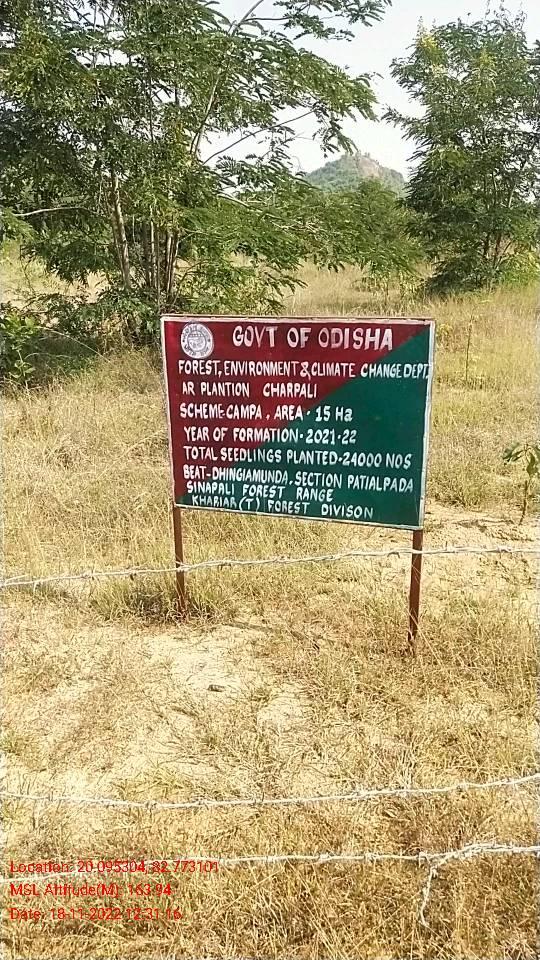 GOVT OF ODISHA
FOREST, ENVIRONMENT & CLIMATE CHANGE DEPT.
AR PLANTION CHARPALI
SCHEME-CAMPA, AREA - 15 Ha
YEAR OF FORMATION - 2021-22
TOTAL SEEDLINGS PLANTED-24000 NOS
BEAT-DHINGIAMUNDA, SECTION PATIALPADA
SINAPALI FOREST RANGE
KHARIAR (T) FOREST DIVISON
Location: 20.095304, 82.773101
MSL Altitude(M): 163.94
Date: 18-11-2022 12:31:16